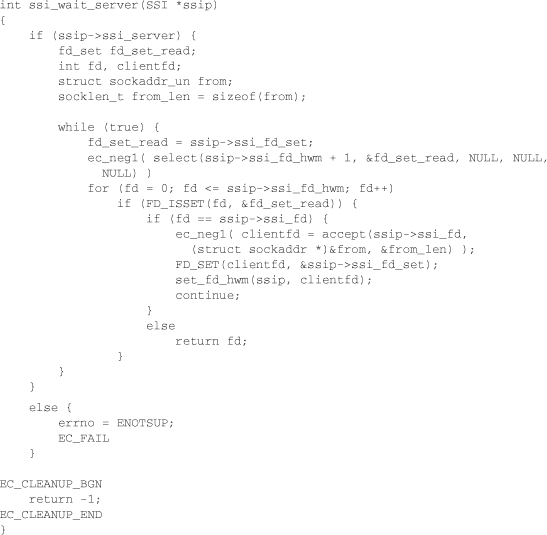 int ssi_wait_server(SSI *ssip)
{
    if (ssip->ssi_server) {
        fd_set fd_set_read;
        int fd, clientfd;
        struct sockaddr_un from;
        socklen_t from_len = sizeof(from);

        while (true) {
            fd_set_read = ssip->ssi_fd_set;
            ec_neg1( select(ssip->ssi_fd_hwm + 1, &fd_set_read, NULL, NULL,
              NULL) )
            for (fd = 0; fd <= ssip->ssi_fd_hwm; fd++)
                if (FD_ISSET(fd, &fd_set_read)) {
                    if (fd == ssip->ssi_fd) {
                        ec_neg1( clientfd = accept(ssip->ssi_fd,
                          (struct sockaddr *)&from, &from_len) );
                        FD_SET(clientfd, &ssip->ssi_fd_set);
                        set_fd_hwm(ssip, clientfd);
                        continue;
                    }
                    else
                        return fd;
                }
        }
    }
    else {
        errno = ENOTSUP;
        EC_FAIL
    }

EC_CLEANUP_BGN
    return -1;
EC_CLEANUP_END
}